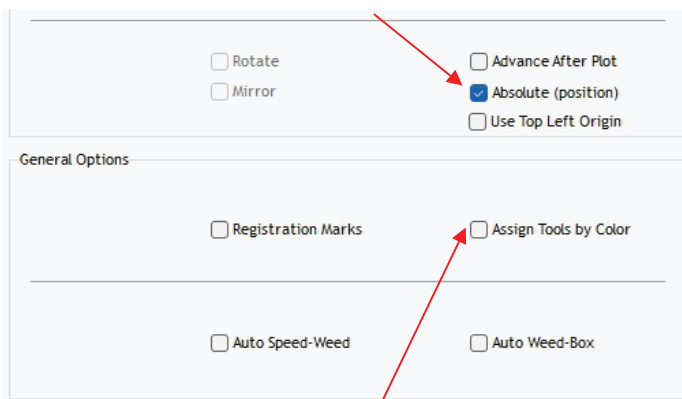 Rotate
Advance After Plot
Mirror
Absolute (position)
Use Top Left Origin
General Options
Registration Marks
Assign Tools by Color
Auto Speed-Weed
Auto Weed-Box